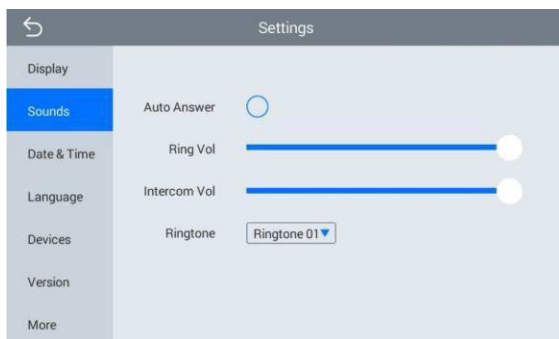 Settings
Display
Sounds
Date & Time
Language
Devices
Version
More
Auto Answer
Ring Vol
Intercom Vol
Ringtone
Ringtone 01